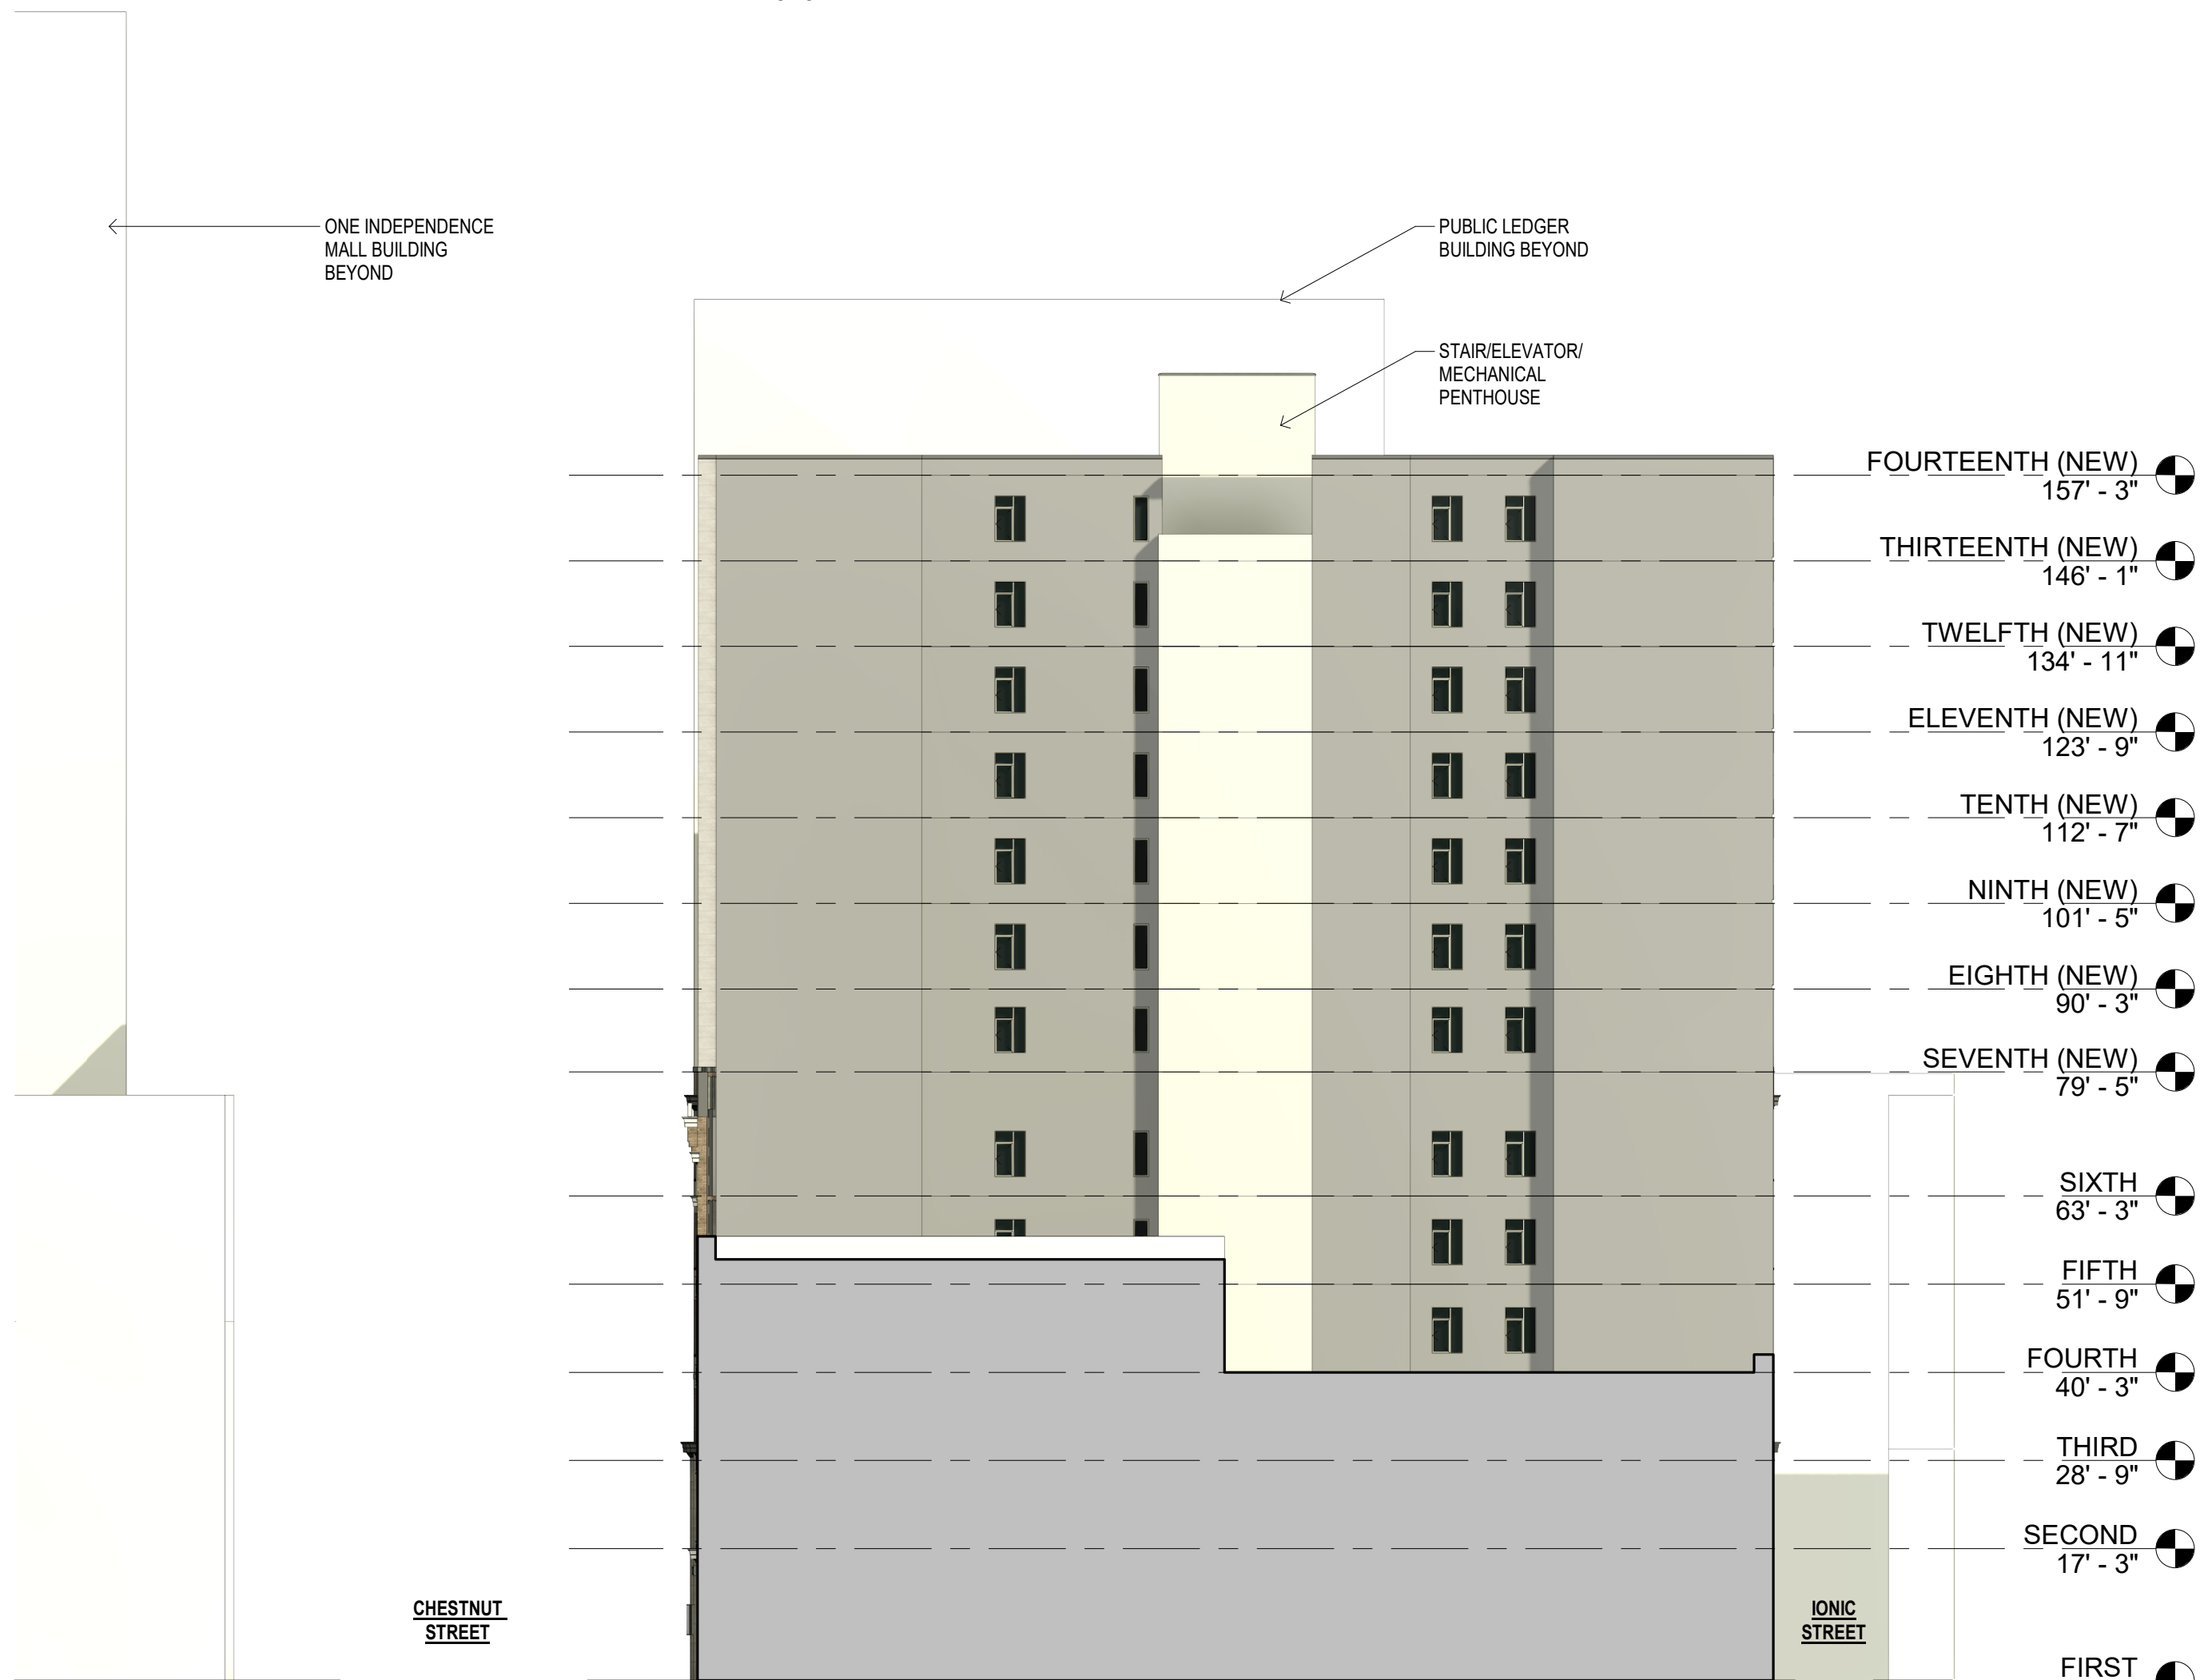 ONE INDEPENDENCE
MALL BUILDING
BEYOND
PUBLIC LEDGER
BUILDING BEYOND
STAIR/ELEVATOR/
MECHANICAL
PENTHOUSE
FOURTEENTH (NEW)
157' - 3"
THIRTEENTH (NEW)
146' - 1"
TWELFTH (NEW)
134' - 11"
ELEVENTH (NEW)
123' - 9"
TENTH (NEW)
112' - 7"
NINTH (NEW)
101' - 5"
EIGHTH (NEW)
90' - 3"
SEVENTH (NEW)
79' - 5"
SIXTH
63' - 3"
FIFTH
51' - 9"
FOURTH
40' - 3"
THIRD
28' - 9"
SECOND
17' - 3"
CHESTNUT
STREET
IONIC
STREET
FIRST